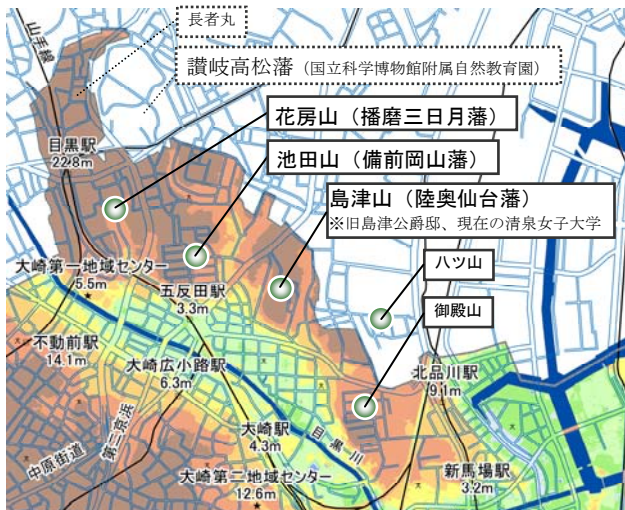 長者丸
山手線
讃岐高松藩（国立科学博物館附属自然教育園）
花房山（播磨三日月藩）
目黒駅
22.8m
池田山（備前岡山藩）
島津山（陸奥仙台藩）
※旧島津公爵邸、現在の清泉女子大学
大崎第一地域センター
5.5m
八ツ山
五反田駅
3.3m
御殿山
不動前駅
14.1m
大崎広小路駅
6.3m
北品川駅
9.1m
大崎駅
4.3m
目黒川
第二京浜
中原街道
大崎第二地域センター
12.6m
新馬場駅
3.2m